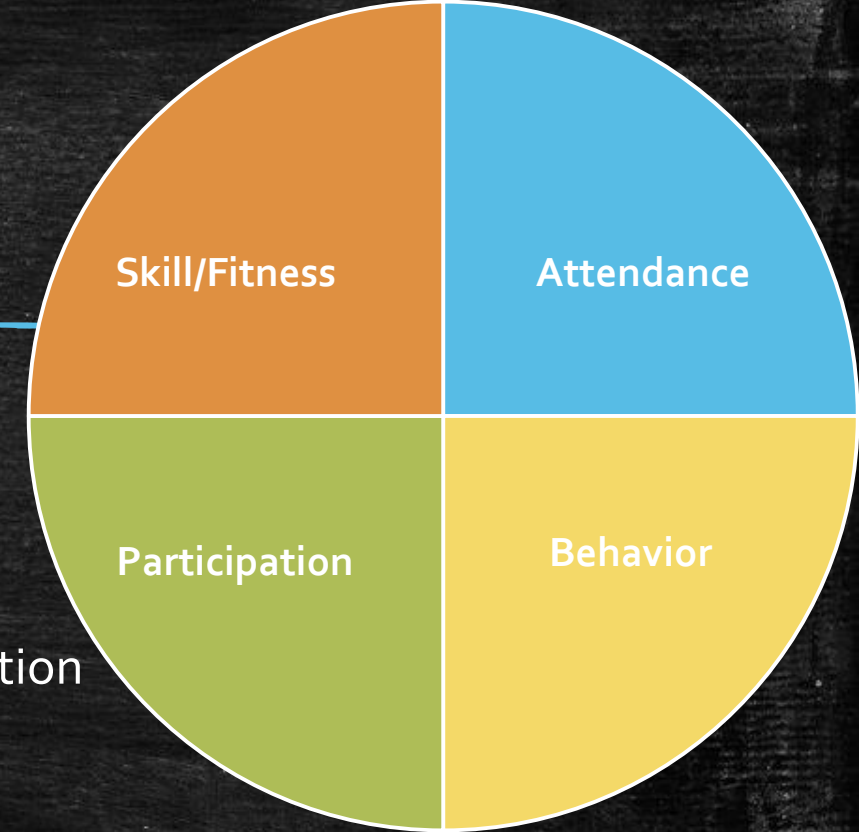 Skill/Fitness
Attendance
Participation
Behavior
tion